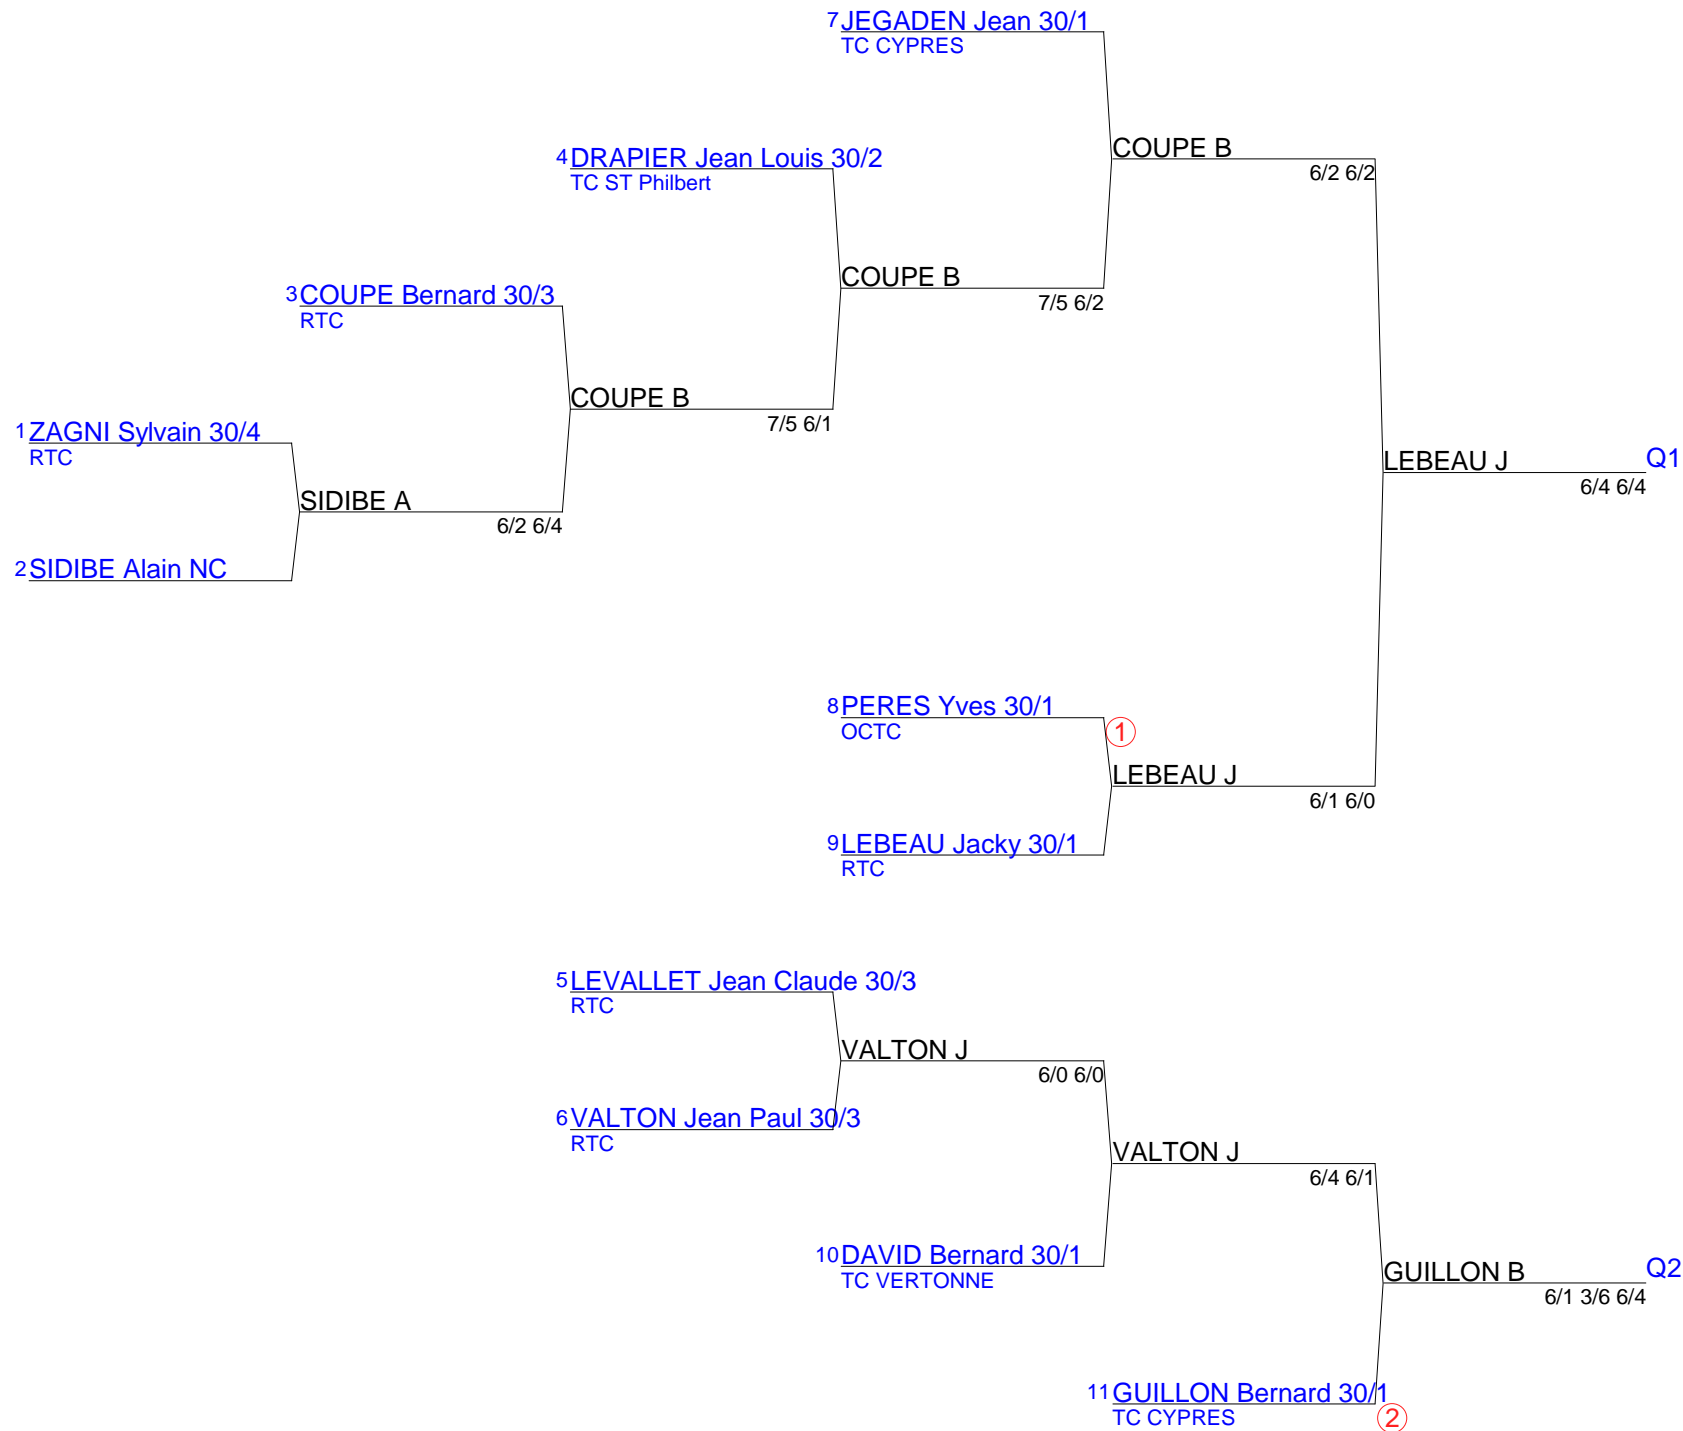 7 JEGADEN Jean 30/1
TC CYPRES
COUPE B
6/2 6/2
4 DRAPIER Jean Louis 30/2
TC ST Philbert
COUPE B
7/5 6/2
3 COUPE Bernard 30/3
RTC
COUPE B
7/5 6/1
1 ZAGNI Sylvain 30/4
RTC
LEBEAU J
Q1
6/4 6/4
SIDIBE A
6/2 6/4
2 SIDIBE Alain NC
8 PERES Yves 30/1
OCTC
1
LEBEAU J
6/1 6/0
9 LEBEAU Jacky 30/1
RTC
5 LEVALLET Jean Claude 30/3
RTC
VALTON J
6/0 6/0
6 VALTON Jean Paul 30/3
RTC
VALTON J
6/4 6/1
10 DAVID Bernard 30/1
TC VERTONNE
GUILLON B
Q2
6/1 3/6 6/4
11 GUILLON Bernard 30/1
TC CYPRES
2